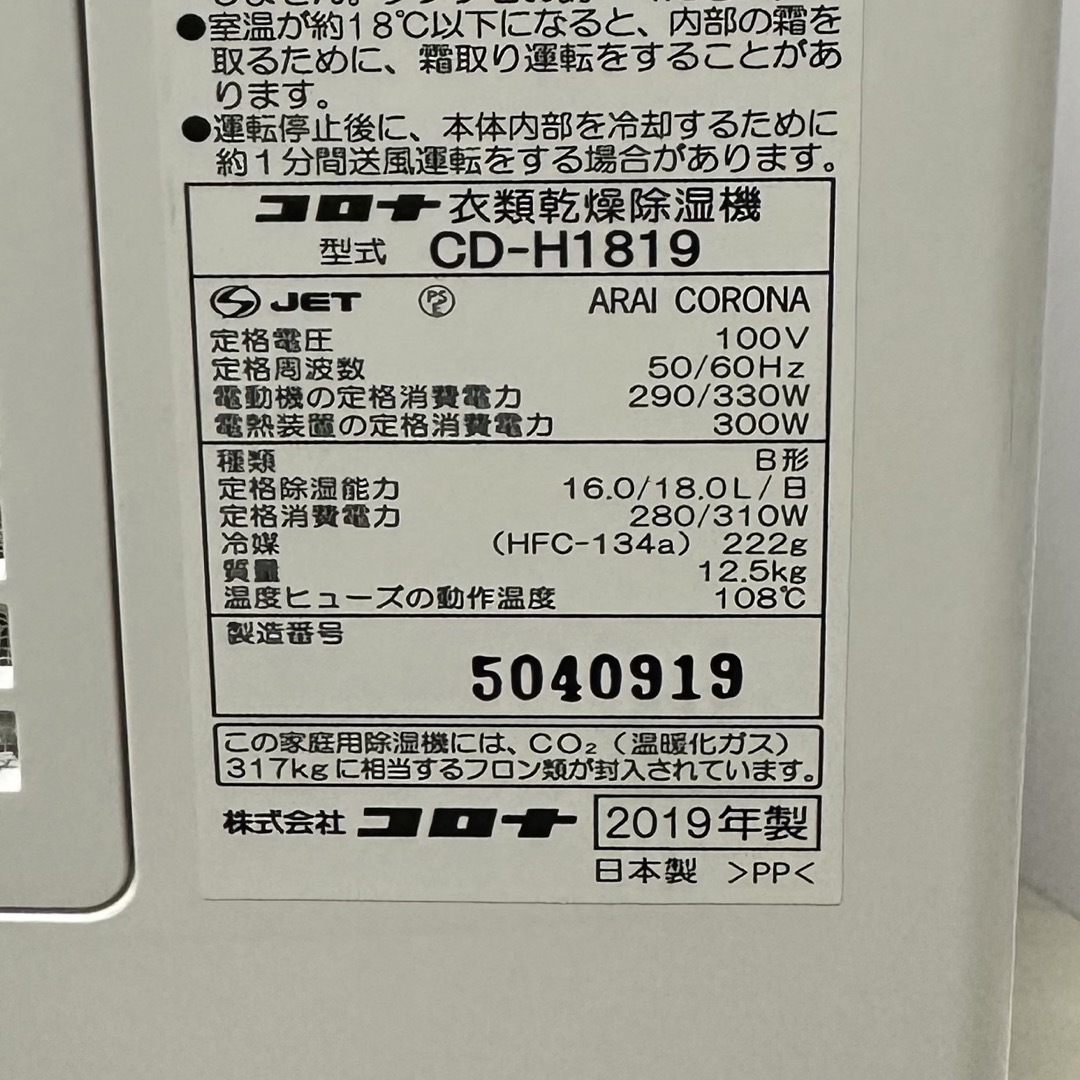 ●室温が約18℃以下になると、内部の霜を
取るために、霜取り運転をすることがあ
ります。
●運転停止後に、本体内部を冷却するために
約1分間送風運転をする場合があります。
コロナ 衣類乾燥除湿機
型式 CD-H1819
JET PS E ARAI CORONA
定格電圧 100V
定格周波数 50/60Hz
電動機の定格消費電力 290/330W
電熱装置の定格消費電力 300W
種類 B形
定格除湿能力 16.0/18.0L/日
定格消費電力 280/310W
冷媒 (HFC-134a) 222g
質量 12.5kg
温度ヒューズの動作温度 108℃
製造番号
5040919
この家庭用除湿機には、CO₂(温暖化ガス)
317kgに相当するフロン類が封入されています。
株式会社 コロナ 2019年製
日本製 >PP<